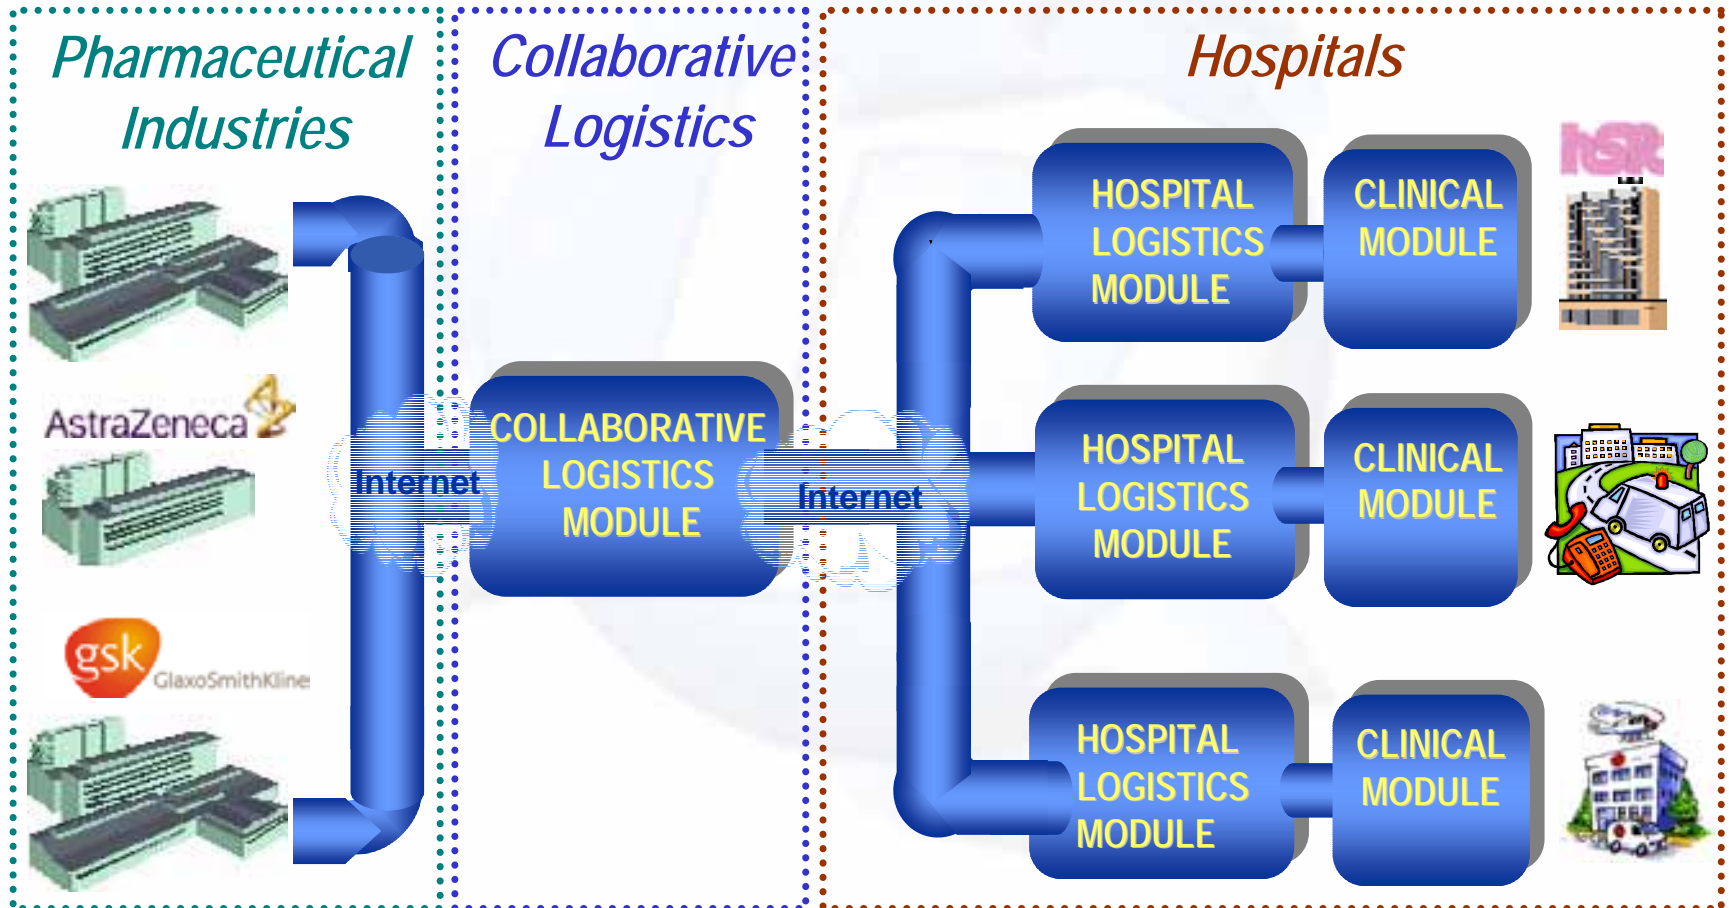 Pharmaceutical
Industries
Collaborative
Logistics
Hospitals
AstraZeneca
gsk
GlaxoSmithKline
Internet
COLLABORATIVE
LOGISTICS
MODULE
Internet
HOSPITAL
LOGISTICS
MODULE
CLINICAL
MODULE
HOSPITAL
LOGISTICS
MODULE
CLINICAL
MODULE
HOSPITAL
LOGISTICS
MODULE
CLINICAL
MODULE